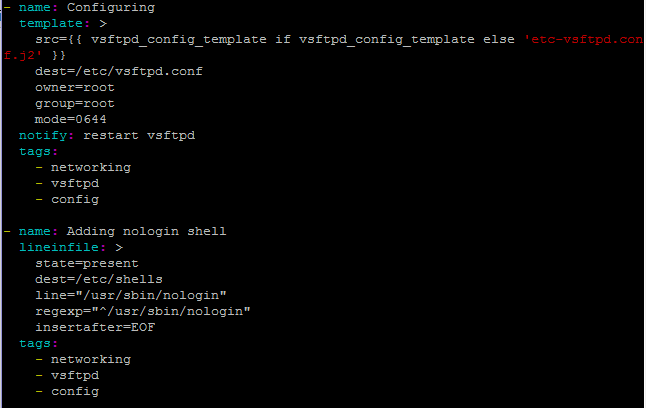 - name: Configuring
  template: >
    src={{ vsftpd_config_template if vsftpd_config_template else 'etc-vsftpd.con
f.j2' }}
    dest=/etc/vsftpd.conf
    owner=root
    group=root
    mode=0644
  notify: restart vsftpd
  tags:
    - networking
    - vsftpd
    - config

- name: Adding nologin shell
  lineinfile: >
    state=present
    dest=/etc/shells
    line="/usr/sbin/nologin"
    regexp="^/usr/sbin/nologin"
    insertafter=EOF
  tags:
    - networking
    - vsftpd
    - config